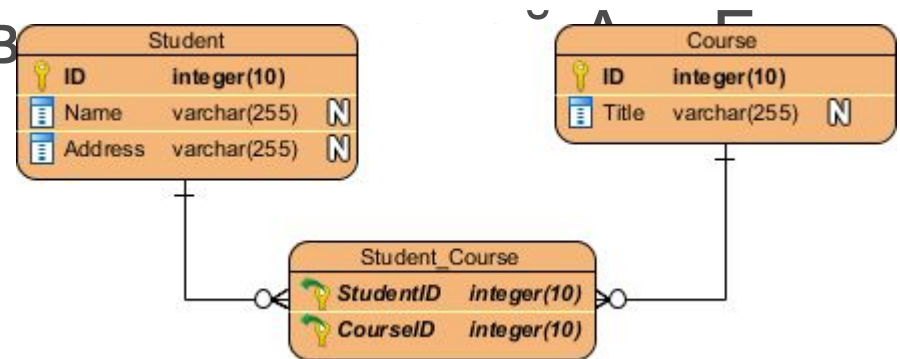 Student
ID integer(10)
Name varchar(255) N
Address varchar(255) N
Course
ID integer(10)
Title varchar(255) N
Student_Course
StudentID integer(10)
CourseID integer(10)